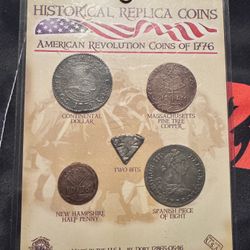 HISTORICAL REPLICA COINS
AMERICAN REVOLUTION COINS OF 1776
CONTINENTAL
DOLLAR
MASSACHUSETTS
PINE TREE
COPPER
TWO BITS
NEW HAMPSHIRE
HALF PENNY
SPANISH PIECE
OF EIGHT